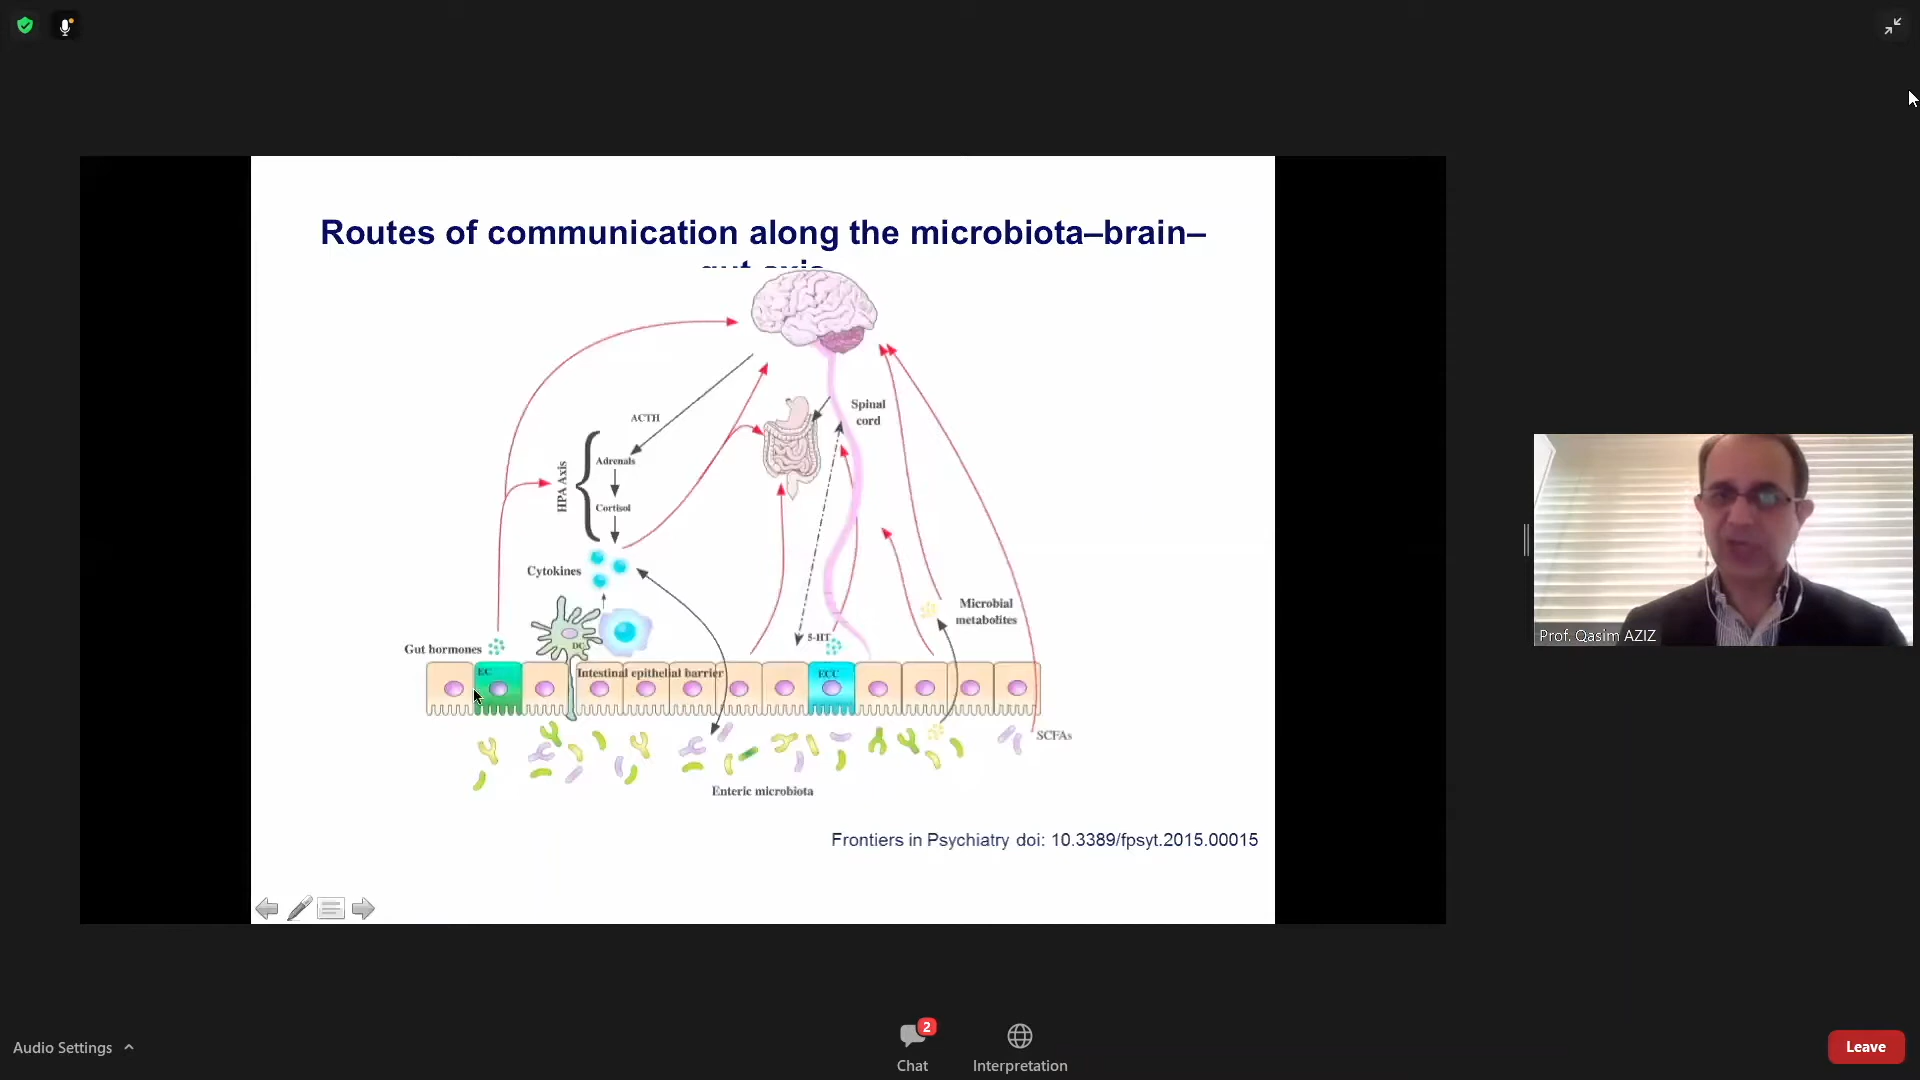 Routes of communication along the microbiota–brain–
gut axis
ACTH
Spinal
cord
Adrenals
HPA Axis
Cortisol
Cytokines
Microbial
metabolites
5-HT
DC
Gut hormones
EC
Intestinal epithelial barrier
ECC
SCFAs
Enteric microbiota
Frontiers in Psychiatry doi: 10.3389/fpsyt.2015.00015
Prof. Qasim AZIZ
Audio Settings
2
Chat
Interpretation
Leave